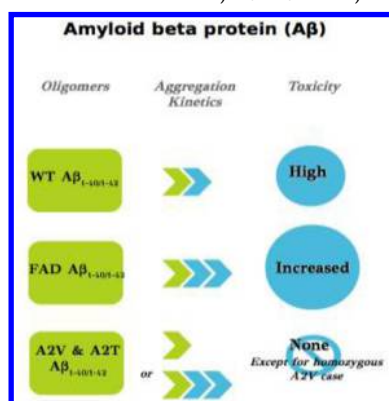 Amyloid beta protein (Aβ)
Oligomers
Aggregation
Kinetics
Toxicity
WT Aβ1-40/1-42
High
FAD Aβ1-40/1-42
Increased
A2V & A2T
Aβ1-40/1-42
or
None
Except for homozygous
A2V case